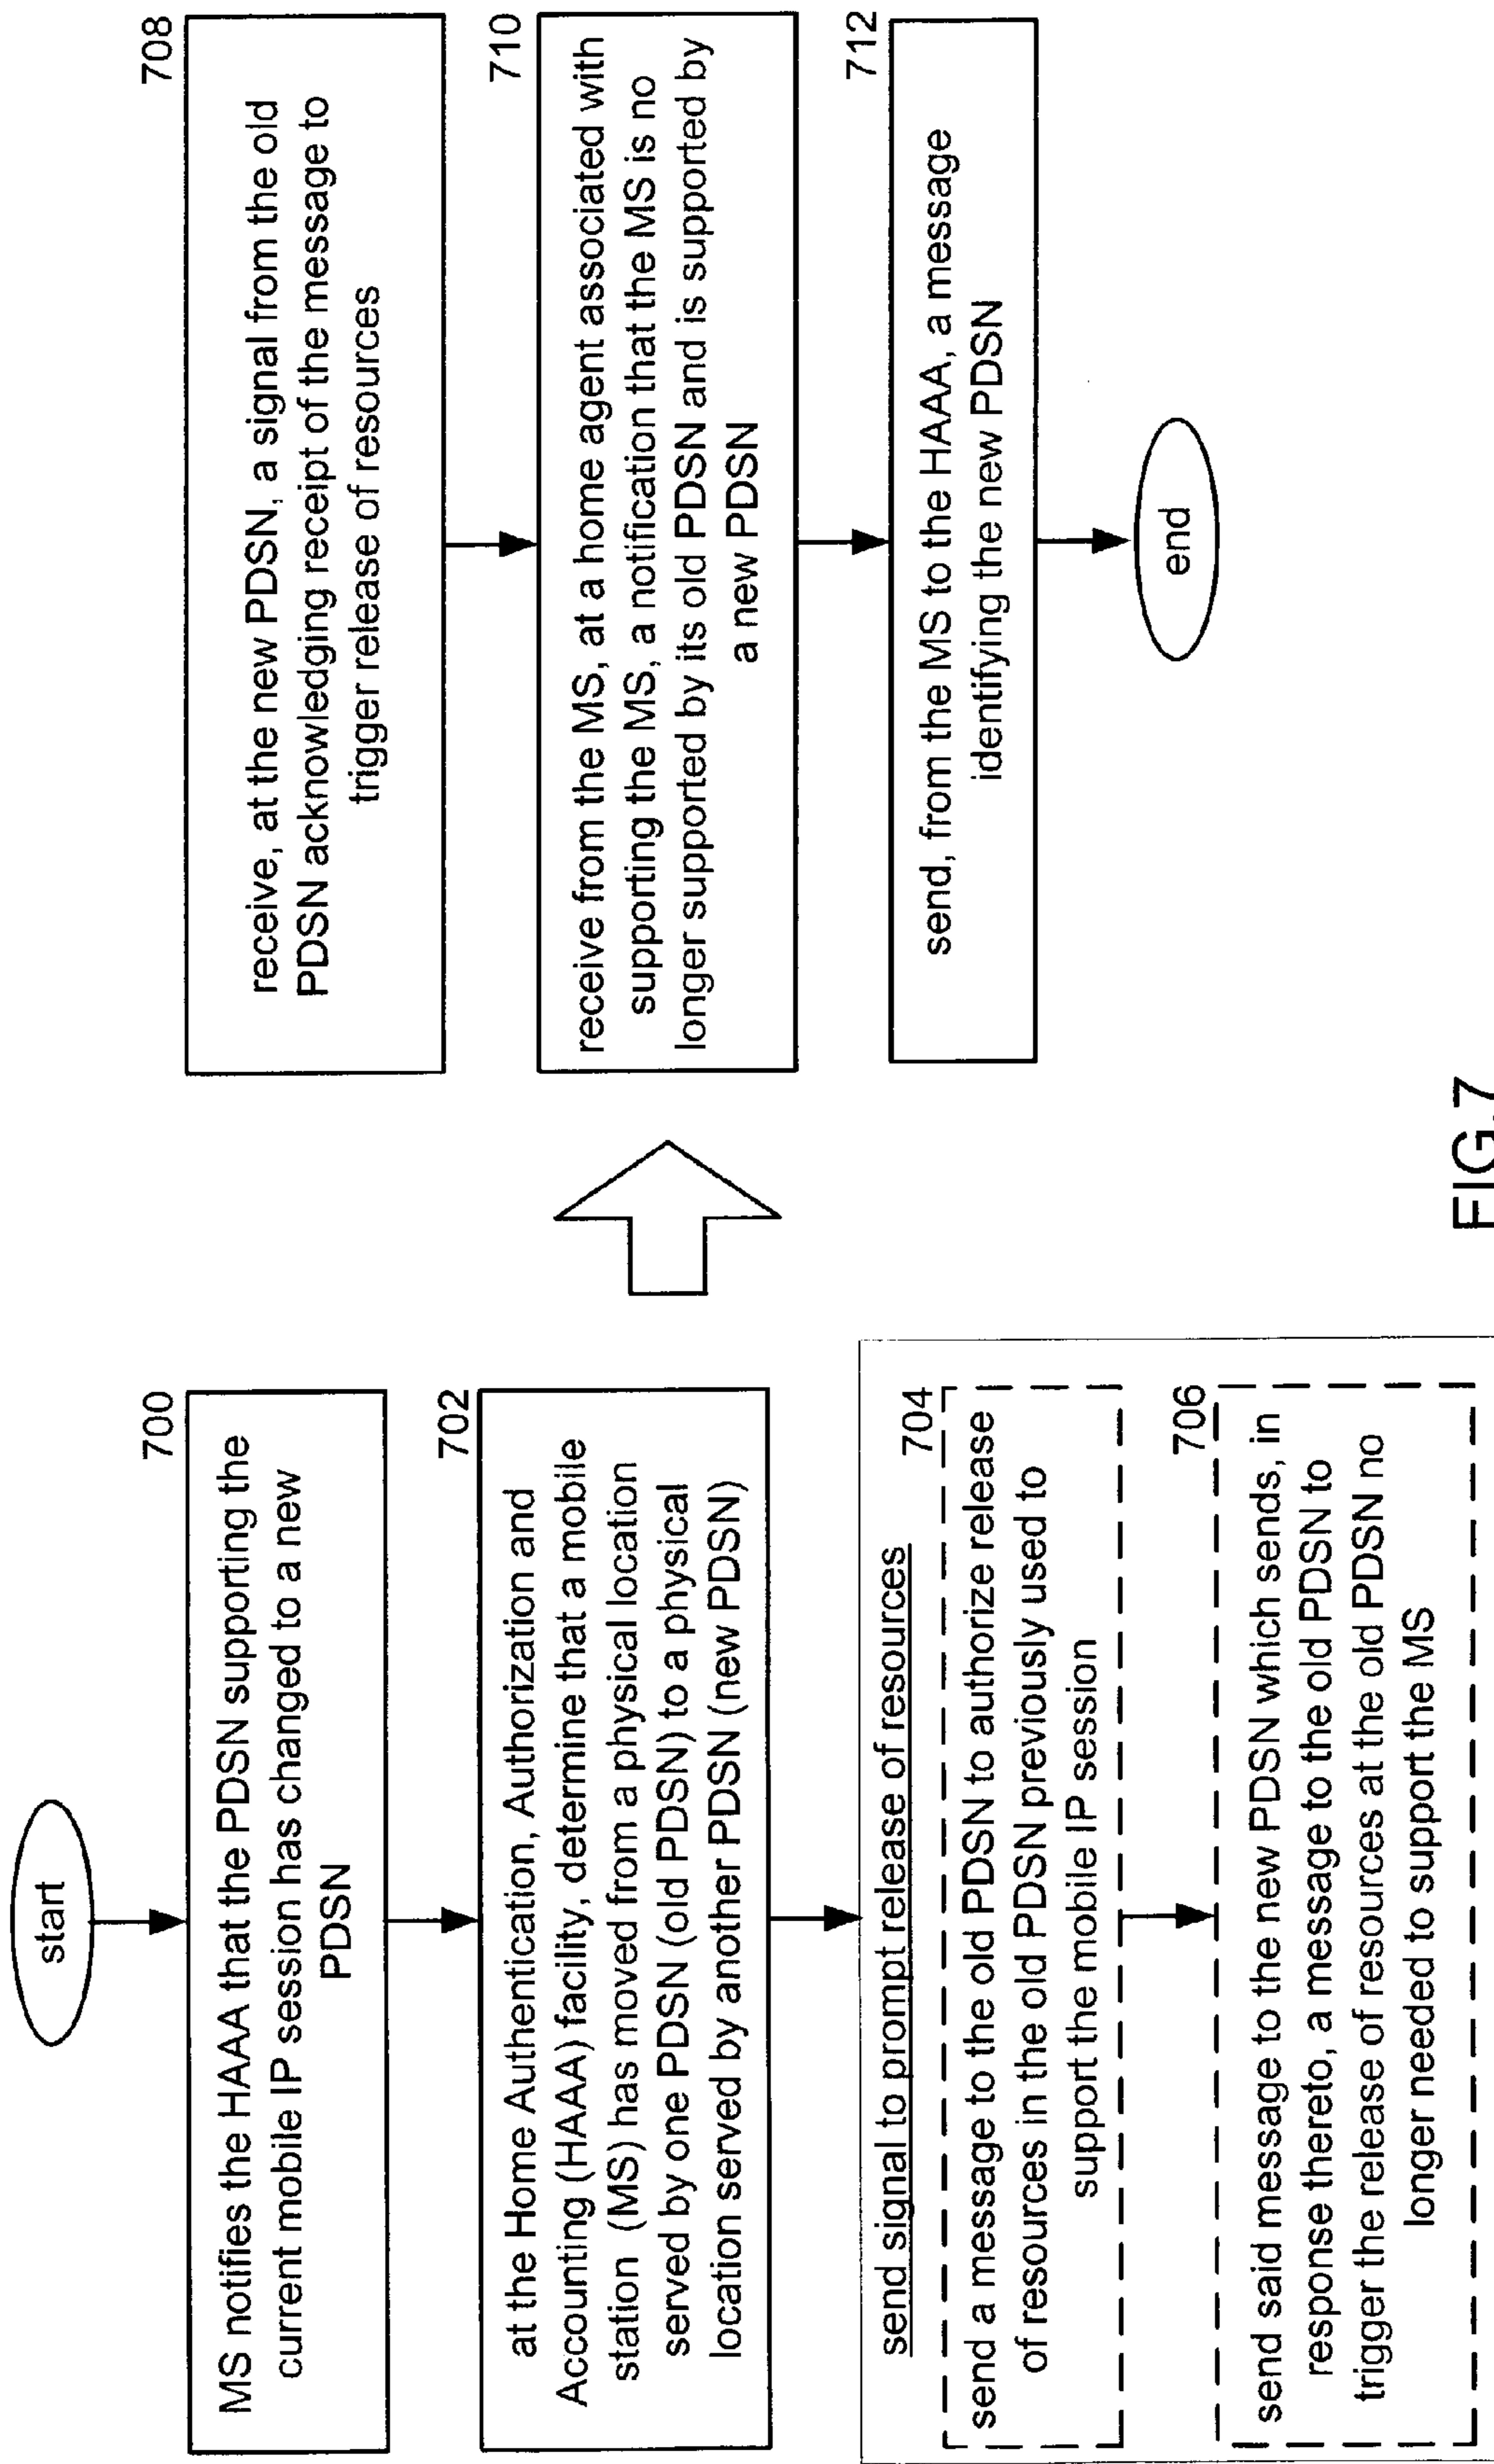 start
700
MS notifies the HAAA that the PDSN supporting the
current mobile IP session has changed to a new
PDSN
702
at the Home Authentication, Authorization and
Accounting (HAAA) facility, determine that a mobile
station (MS) has moved from a physical location
served by one PDSN (old PDSN) to a physical
location served by another PDSN (new PDSN)
send signal to prompt release of resources
704
send a message to the old PDSN to authorize release
of resources in the old PDSN previously used to
support the mobile IP session
706
send said message to the new PDSN which sends, in
response thereto, a message to the old PDSN to
trigger the release of resources at the old PDSN no
longer needed to support the MS
708
receive, at the new PDSN, a signal from the old
PDSN acknowledging receipt of the message to
trigger release of resources
710
receive from the MS, at a home agent associated with
supporting the MS, a notification that the MS is no
longer supported by its old PDSN and is supported by
a new PDSN
712
send, from the MS to the HAAA, a message
identifying the new PDSN
end
FIG.7